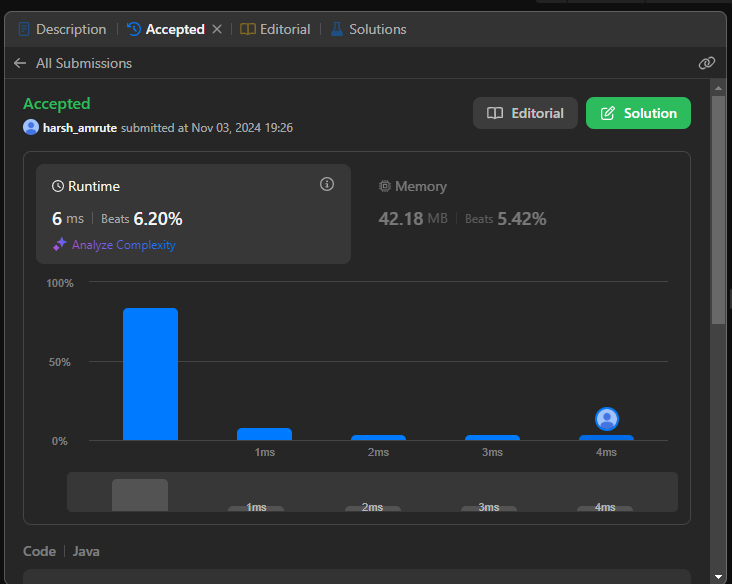 Description | Accepted × | Editorial | Solutions
← All Submissions
Accepted
harsh_amrute submitted at Nov 03, 2024 19:26
Editorial
Solution
Runtime
6 ms | Beats 6.20%
Analyze Complexity
Memory
42.18 MB | Beats 5.42%
100%
50%
0%
1ms 2ms 3ms 4ms
1ms 2ms 3ms 4ms
Code | Java